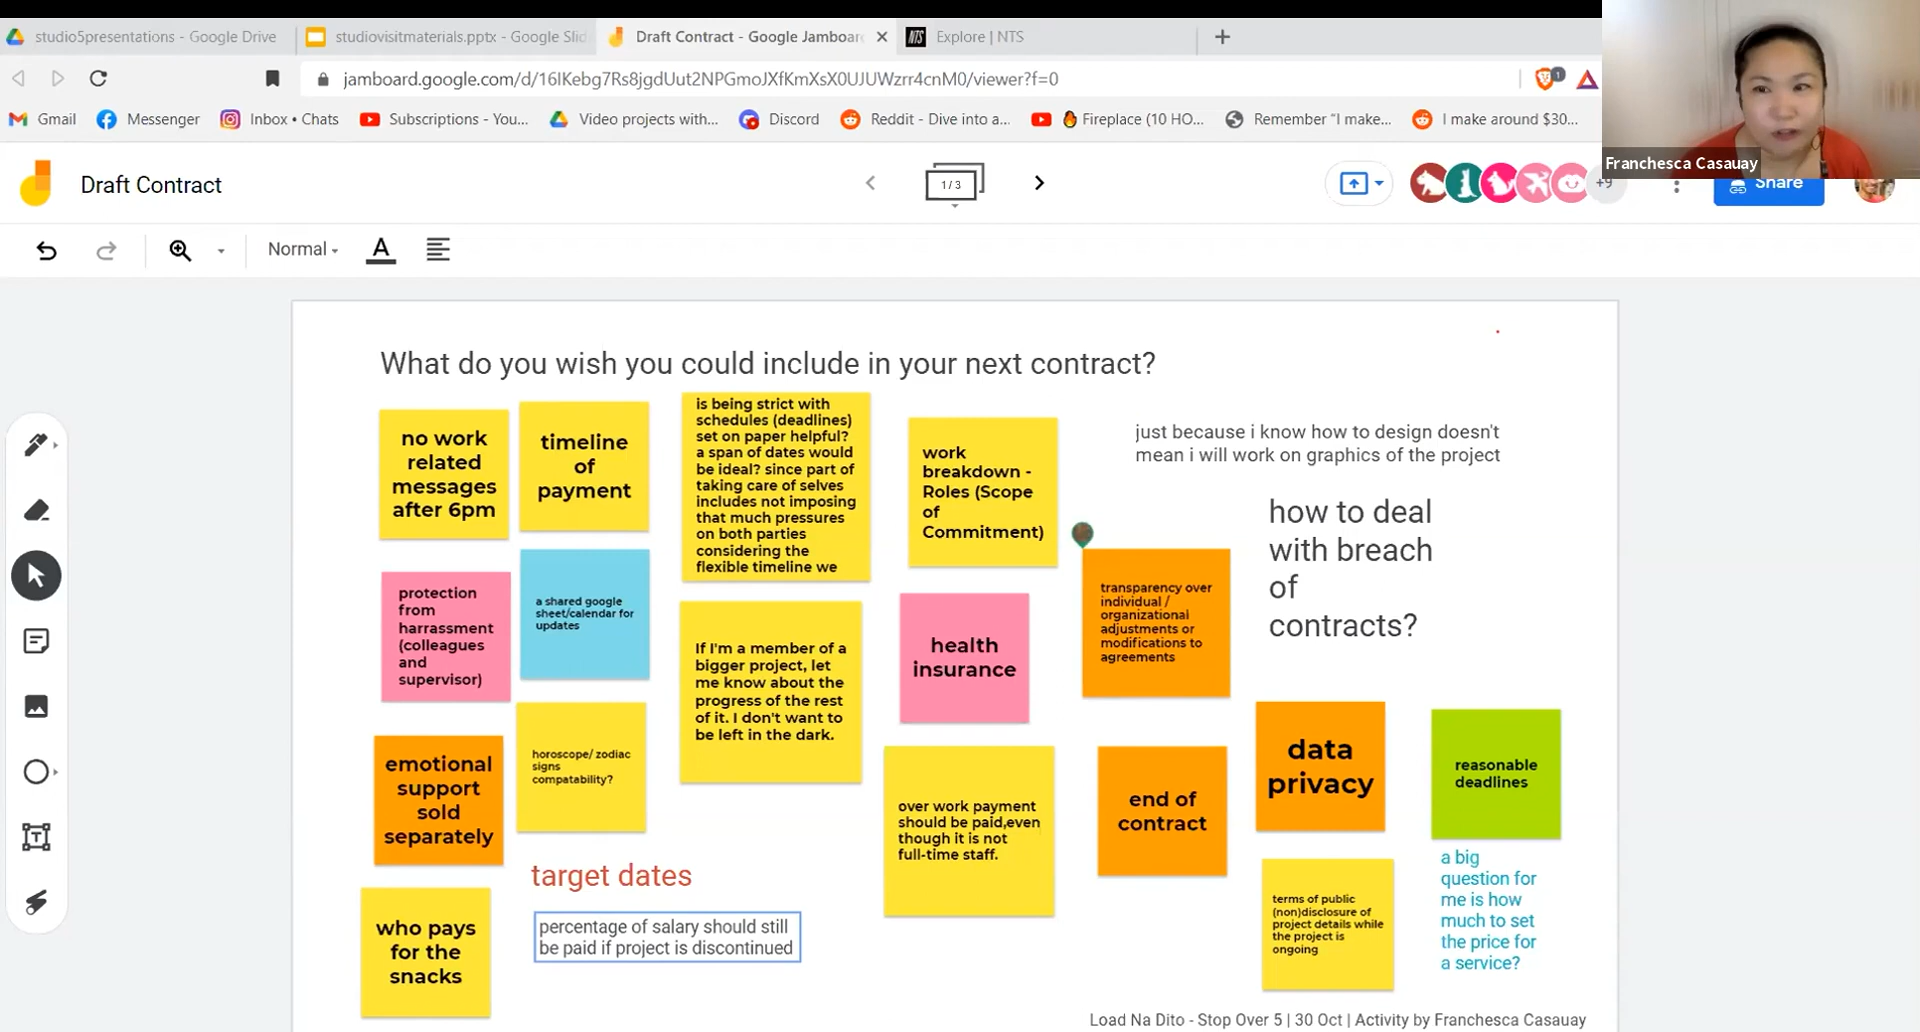 studio5presentations - Google Drive
studiovisitmaterials.pptx - Google Slid
Draft Contract - Google Jamboar
NTS
Explore | NTS
jamboard.google.com/d/16IKebg7Rs8jgdUut2NPGmoJXfKmXsX0UJUWzrr4cnM0/viewer?f=0
1
Gmail
Messenger
Inbox • Chats
Subscriptions - You...
Video projects with...
Discord
Reddit - Dive into a...
Fireplace (10 HO...
Remember "I make...
I make around $30...
Franchesca Casauay
Draft Contract
1 / 3
+9
Share
Normal
A
What do you wish you could include in your next contract?
no work
related
messages
after 6pm
timeline
of
payment
is being strict with
schedules (deadlines)
set on paper helpful?
a span of dates would
be ideal? since part of
taking care of selves
includes not imposing
that much pressures
on both parties
considering the
flexible timeline we
work
breakdown -
Roles (Scope
of
Commitment)
just because i know how to design doesn't
mean i will work on graphics of the project
how to deal
with breach
of
contracts?
protection
from
harrassment
(colleagues
and
supervisor)
a shared google
sheet/calendar for
updates
If I'm a member of a
bigger project, let
me know about the
progress of the rest
of it. I don't want to
be left in the dark.
health
insurance
transparency over
individual /
organizational
adjustments or
modifications to
agreements
emotional
support
sold
separately
horoscope/ zodiac
signs
compatability?
over work payment
should be paid,even
though it is not
full-time staff.
end of
contract
data
privacy
reasonable
deadlines
target dates
percentage of salary should still
be paid if project is discontinued
who pays
for the
snacks
terms of public
(non)disclosure of
project details while
the project is
ongoing
a big
question for
me is how
much to set
the price for
a service?
Load Na Dito - Stop Over 5 | 30 Oct | Activity by Franchesca Casauay